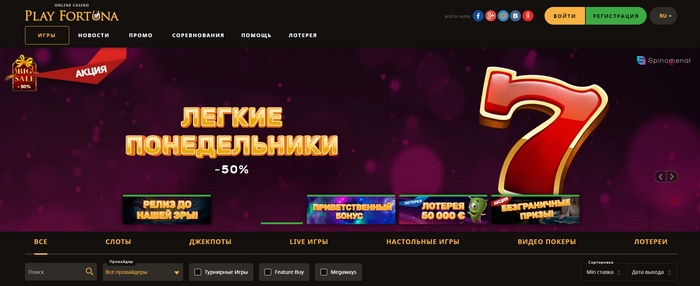 ONLINE CASINO
PLAY FORTUNA
ВОЙТИ ЧЕРЕЗ
ВОЙТИ
РЕГИСТРАЦИЯ
RU
ИГРЫ
НОВОСТИ
ПРОМО
СОРЕВНОВАНИЯ
ПОМОЩЬ
ЛОТЕРЕЯ
BIG
SALE
- 50%
АКЦИЯ
Spinomenal
ЛЕГКИЕ
ПОНЕДЕЛЬНИКИ
-50%
7
РЕЛИЗ ДО
НАШЕЙ ЭРЫ!
ПРИВЕТСТВЕННЫЙ
БОНУС
ЛОТЕРЕЯ
ЛОТЕРЕЯ
50 000 €
АКЦИЯ
БЕЗГРАНИЧНЫЕ
ПРИЗЫ!
ВСЕ
СЛОТЫ
ДЖЕКПОТЫ
LIVE ИГРЫ
НАСТОЛЬНЫЕ ИГРЫ
ВИДЕО ПОКЕРЫ
ЛОТЕРЕИ
Поиск
Провайдер
Все провайдеры
Турнирные Игры
Feature Buy
Megaways
Сортировка
Min ставка
Дата выхода